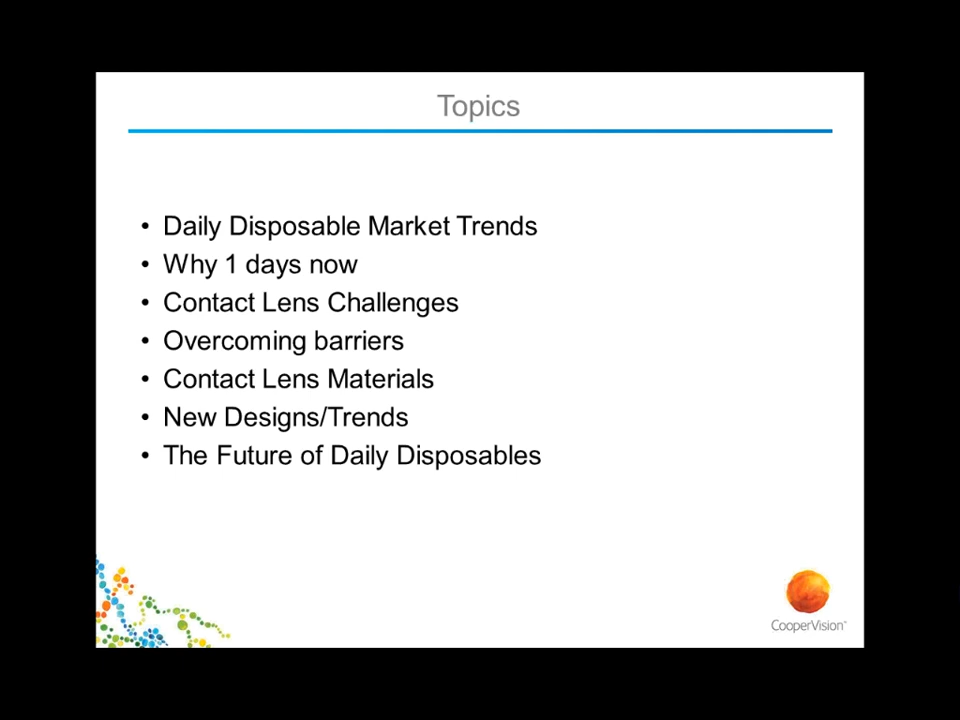 Topics
• Daily Disposable Market Trends
• Why 1 days now
• Contact Lens Challenges
• Overcoming barriers
• Contact Lens Materials
• New Designs/Trends
• The Future of Daily Disposables
CooperVision™